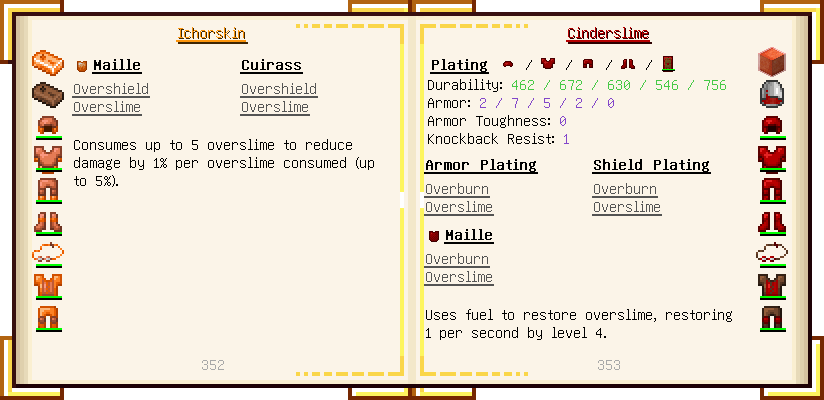 Ichorskin
Maille
Cuirass
Overshield
Overshield
Overslime
Overslime
Consumes up to 5 overslime to reduce
damage by 1% per overslime consumed (up
to 5%).
352
Cinderslime
Plating / / / /
Durability: 462 / 672 / 630 / 546 / 756
Armor: 2 / 7 / 5 / 2 / 0
Armor Toughness: 0
Knockback Resist: 1
Armor Plating
Shield Plating
Overburn
Overburn
Overslime
Overslime
Maille
Overburn
Overslime
Uses fuel to restore overslime, restoring
1 per second by level 4.
353